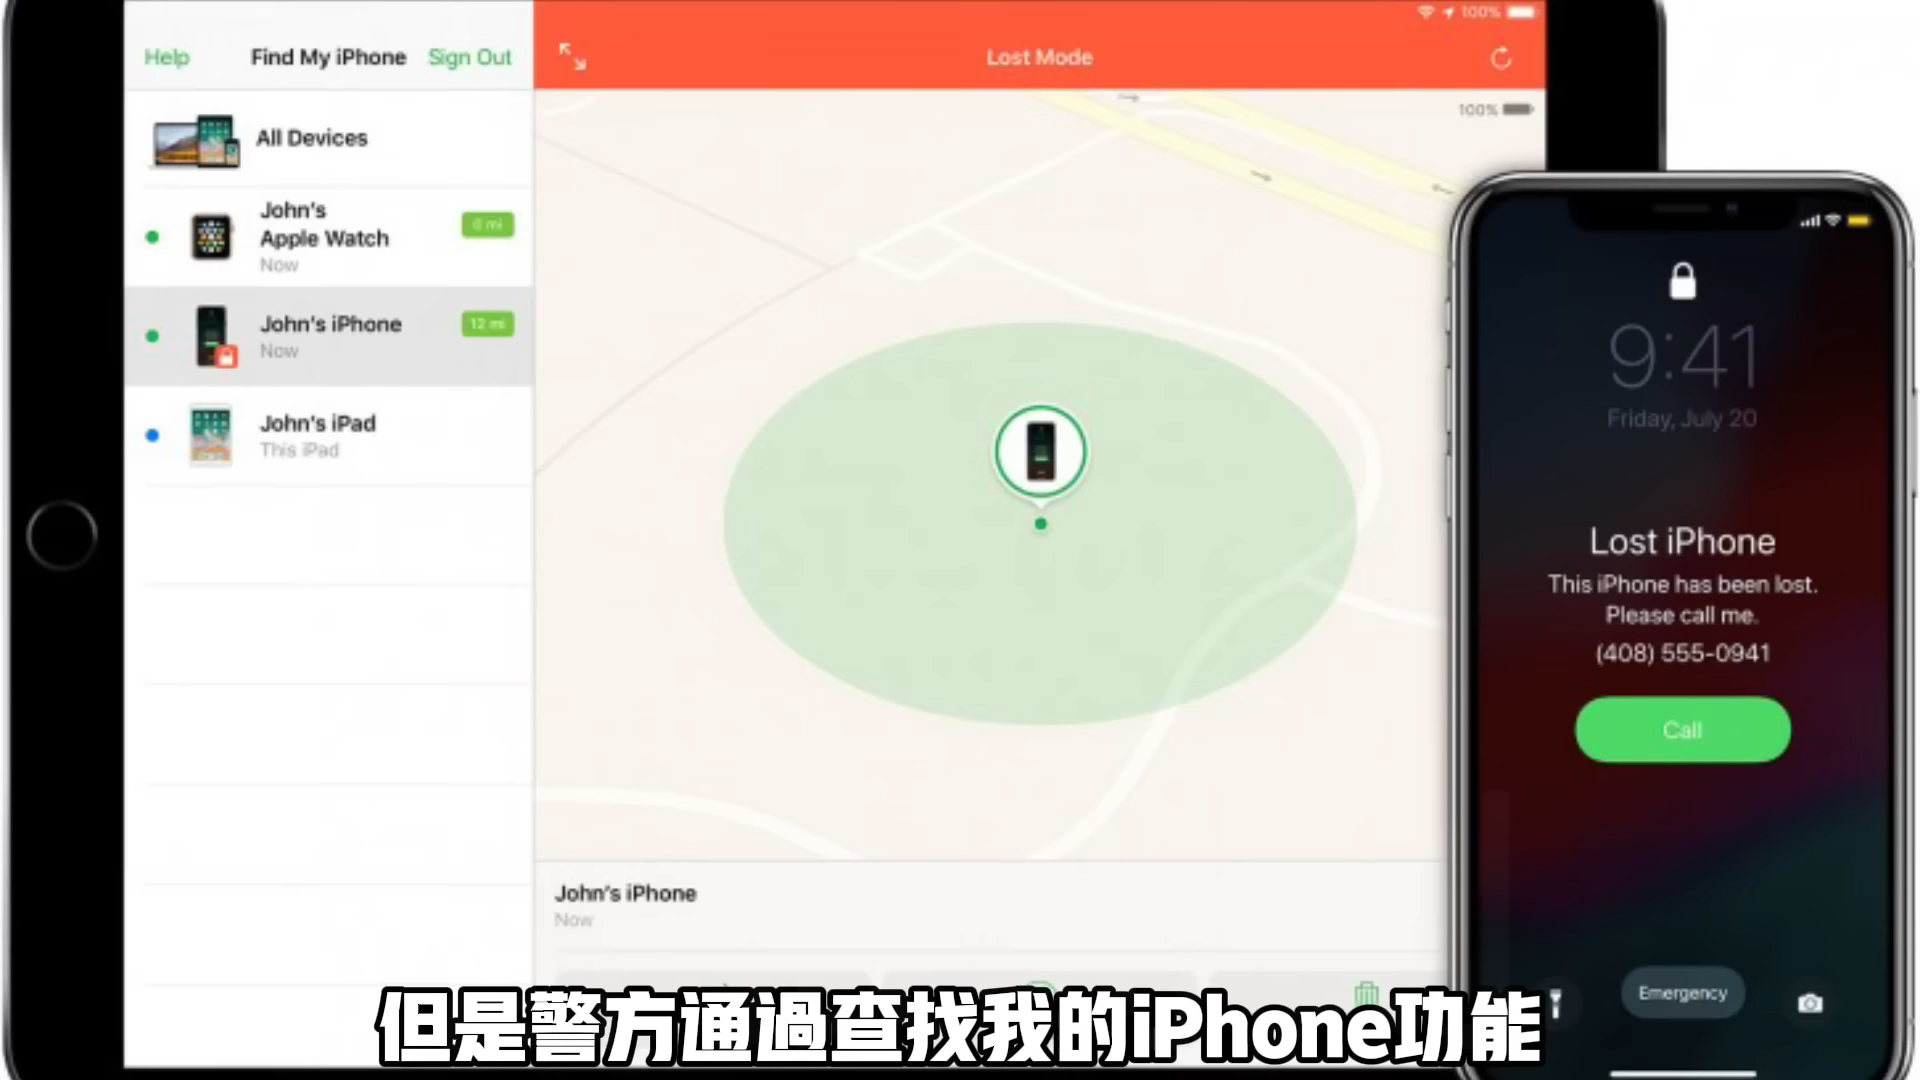 Help
Find My iPhone
Sign Out
All Devices
John's
Apple Watch
Now
0 mi
John's iPhone
Now
12 mi
John's iPad
This iPad
100%
Lost Mode
100%
John's iPhone
Now
9:41
Friday, July 20
Lost iPhone
This iPhone has been lost.
Please call me.
(408) 555-0941
Call
Emergency
但是警方通過查找我的iPhone功能